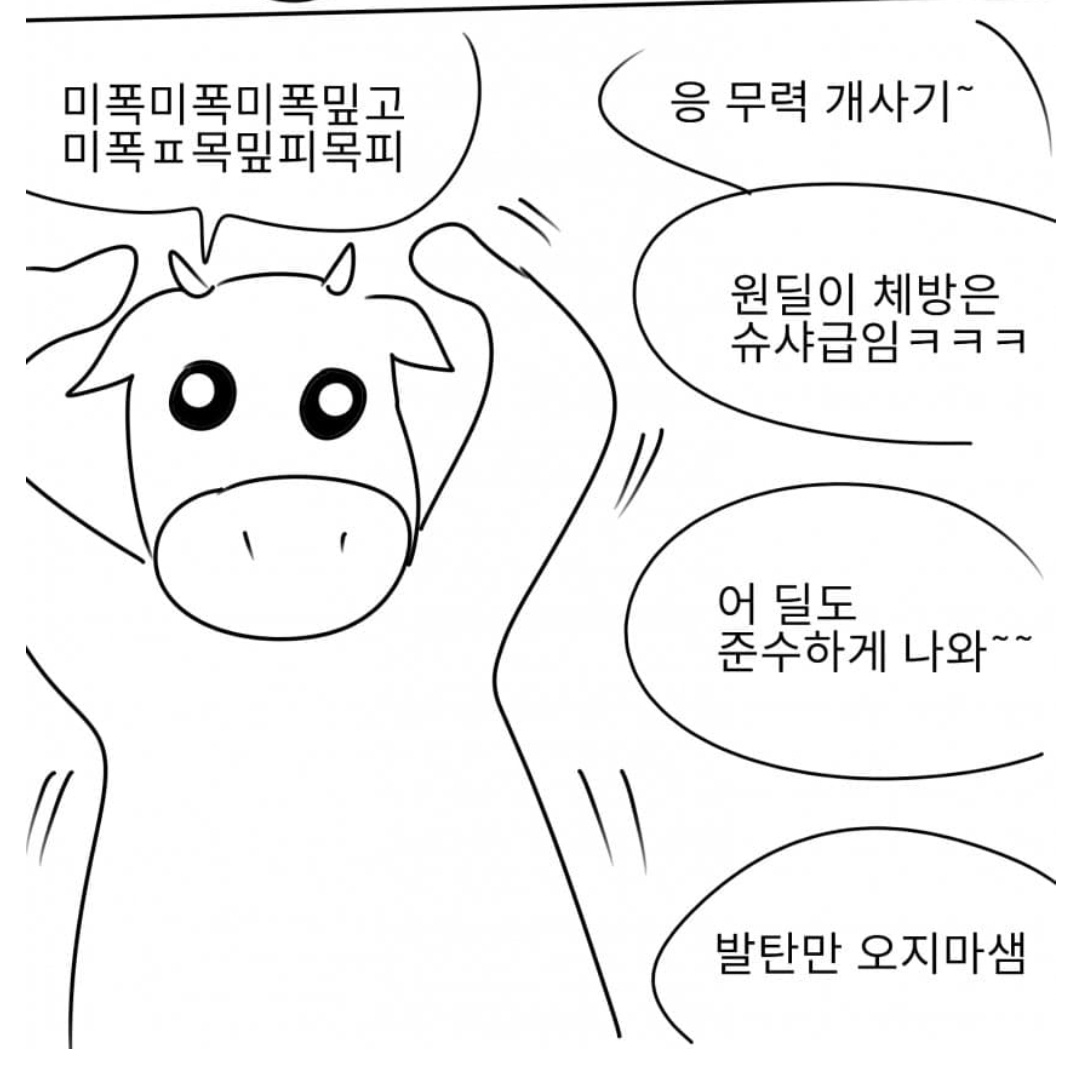 미폭미폭미폭밒고
미폭ㅍ목밒피목피
응 무력 개사기~
원딜이 체방은
슈샤급임ㅋㅋㅋ
어 딜도
준수하게 나와~~
발탄만 오지마샘